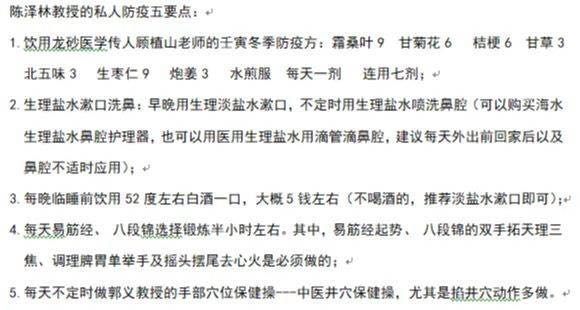 陈泽林教授的私人防疫五要点：
1. 饮用龙砂医学传人顾植山老师的壬寅冬季防疫方：霜桑叶9 甘菊花6 桔梗6 甘草3
北五味3 生枣仁9 炮姜3 水煎服 每天一剂 连用七剂；
2. 生理盐水漱口洗鼻：早晚用生理淡盐水漱口，不定时用生理盐水喷洗鼻腔（可以购买海水
生理盐水鼻腔护理器，也可以用医用生理盐水用滴管滴鼻腔，建议每天外出前回家后以及
鼻腔不适时应用）；
3. 每晚临睡前饮用52度左右白酒一口，大概5钱左右（不喝酒的，推荐淡盐水漱口即可）；
4. 每天易筋经、八段锦选择锻炼半小时左右。其中，易筋经起势、八段锦的双手拓天理三
焦、调理脾胃单举手及摇头摆尾去心火是必须做的；
5. 每天不定时做郭义教授的手部穴位保健操---中医井穴保健操，尤其是掐井穴动作多做。